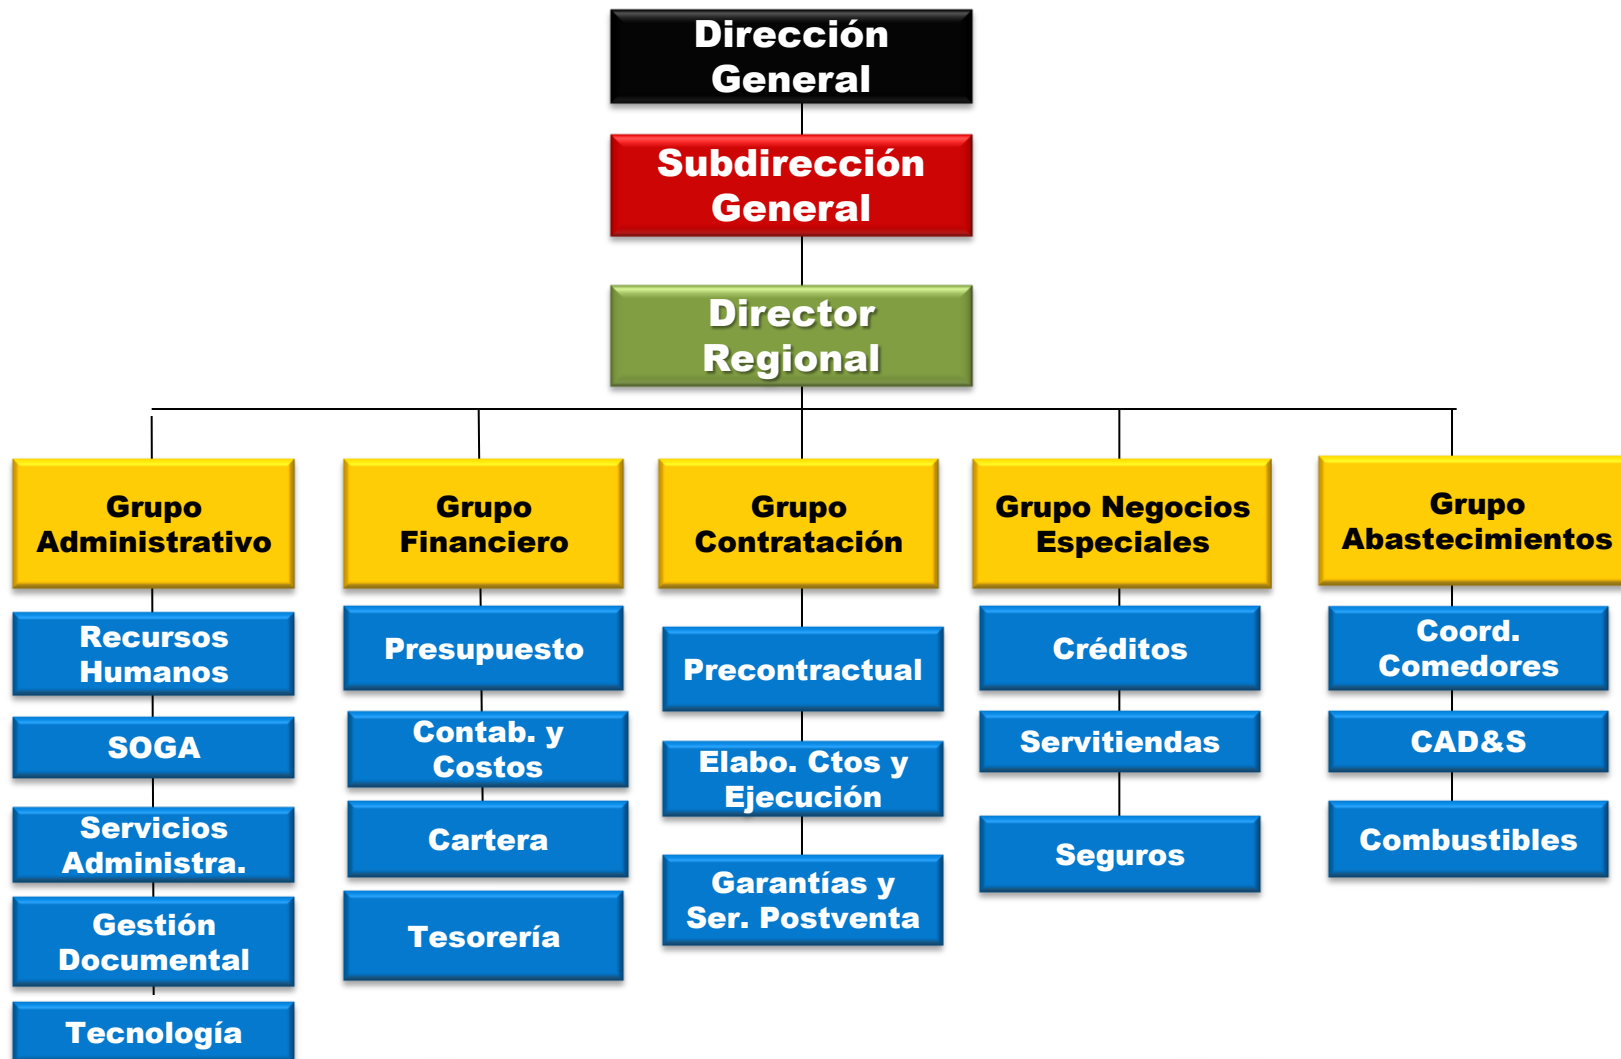 Dirección
General
Subdirección
General
Director
Regional
Grupo
Administrativo
Grupo
Financiero
Grupo
Contratación
Grupo Negocios
Especiales
Grupo
Abastecimientos
Recursos
Humanos
SOGA
Servicios
Administra.
Gestión
Documental
Tecnología
Presupuesto
Contab. y
Costos
Cartera
Tesorería
Precontractual
Elabo. Ctos y
Ejecución
Garantías y
Ser. Postventa
Créditos
Servitiendas
Seguros
Coord.
Comedores
CAD&S
Combustibles